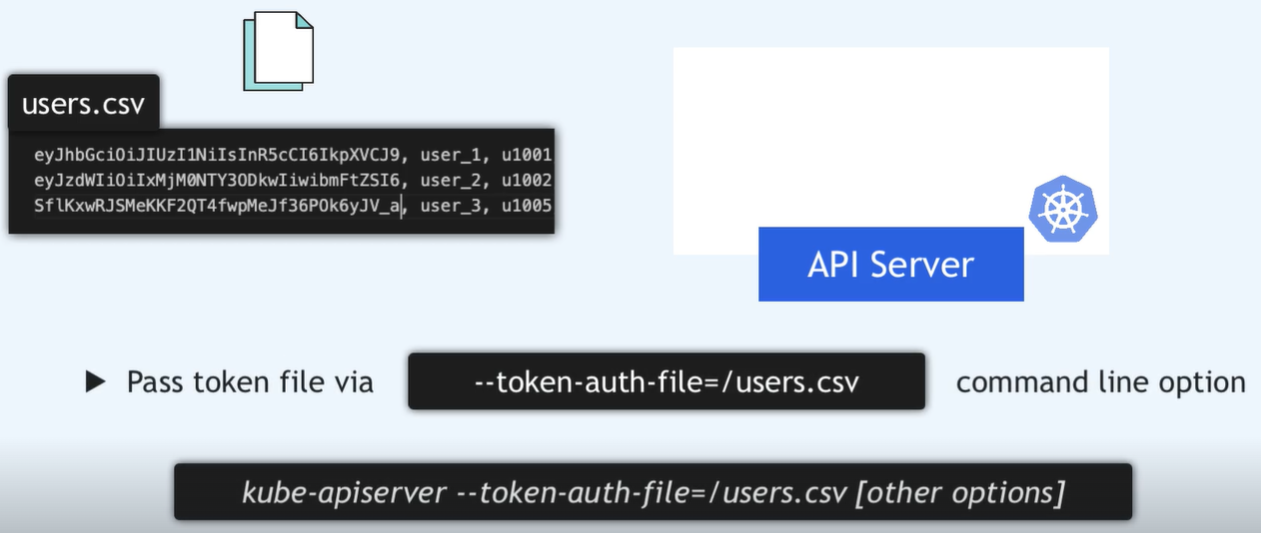 users.csv
eyJhbGciOiJIUzI1NiIsInR5cCI6IkpXVCJ9, user_1, u1001
eyJzdWIiOiIxMjM0NTY3ODkwIiwibmFtZSI6, user_2, u1002
SflKxwRJSMeKKF2QT4fwpMeJf36POk6yJV_a, user_3, u1005
API Server
Pass token file via --token-auth-file=/users.csv command line option
kube-apiserver --token-auth-file=/users.csv [other options]